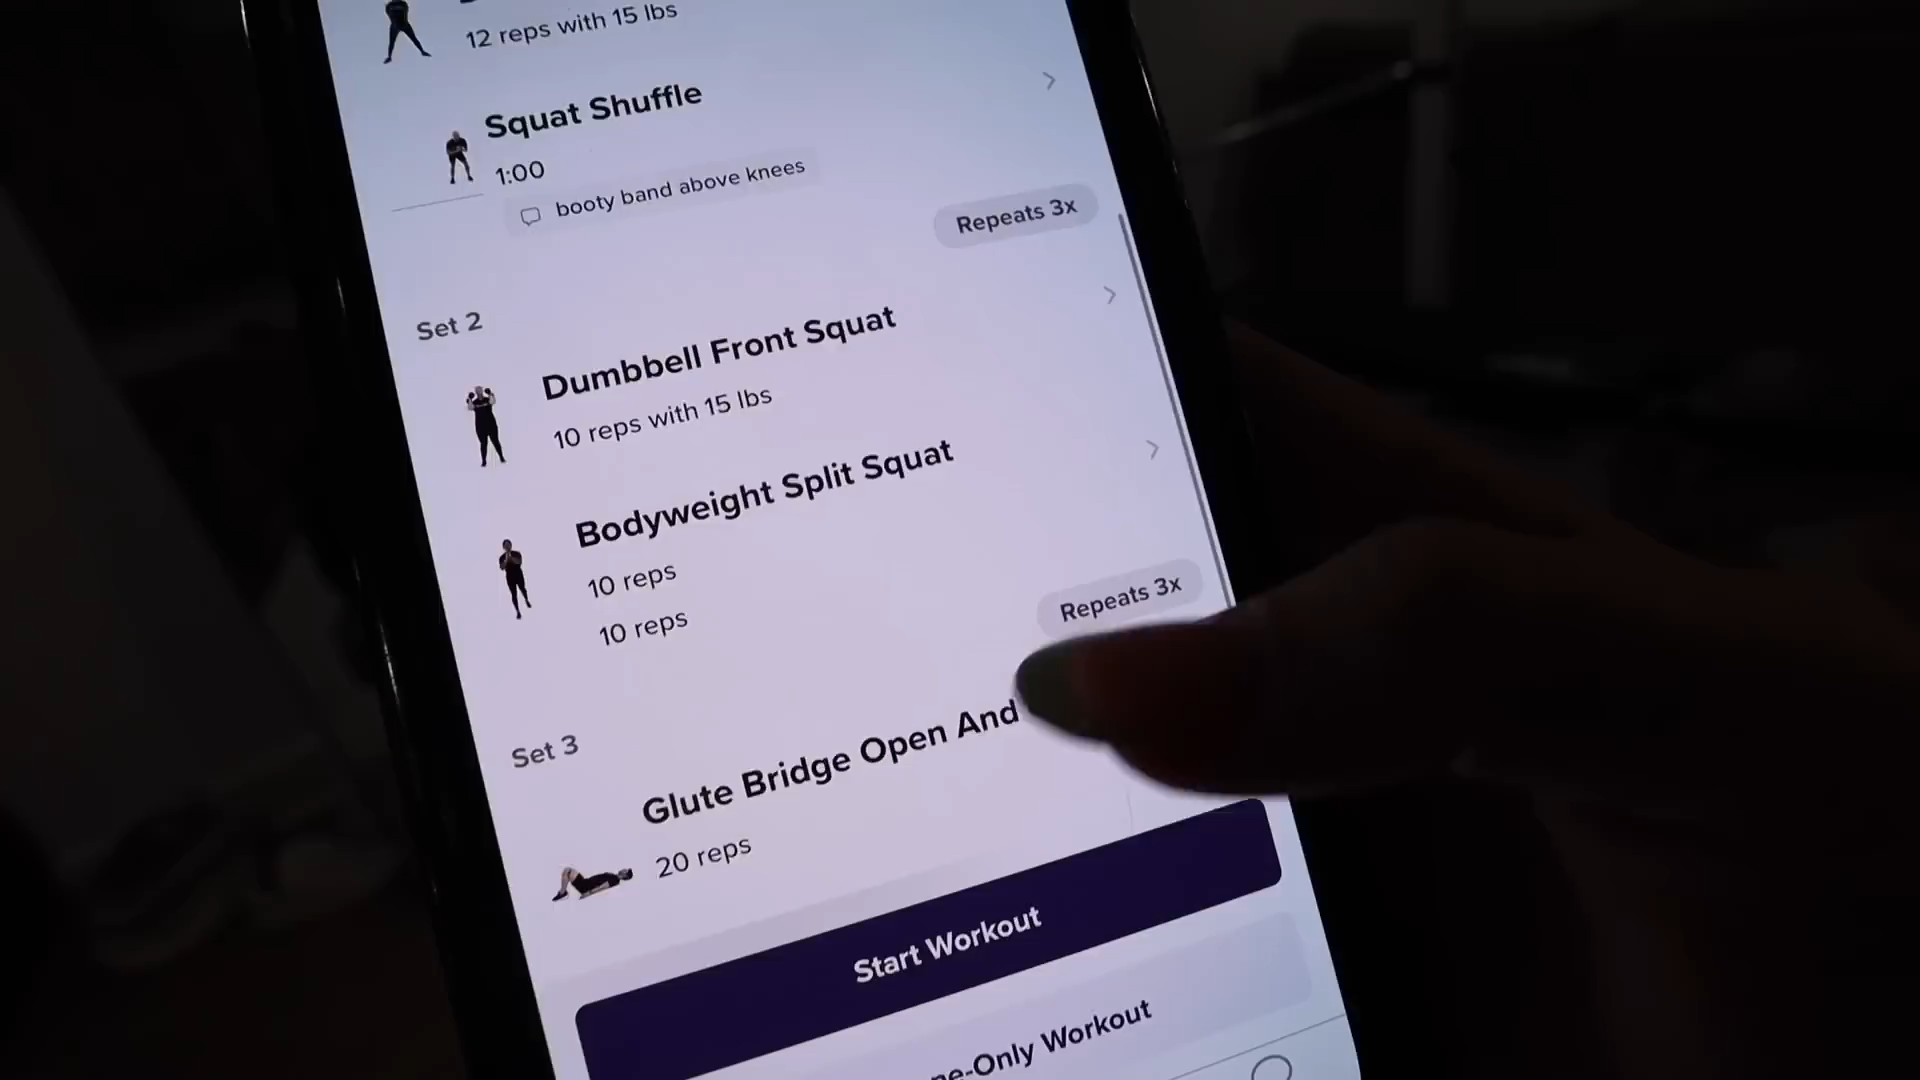 12 reps with 15 lbs
Squat Shuffle
1:00
booty band above knees
Repeats 3x
Set 2
Dumbbell Front Squat
10 reps with 15 lbs
Bodyweight Split Squat
10 reps
10 reps
Repeats 3x
Set 3
Glute Bridge Open And
20 reps
Start Workout
-Only Workout